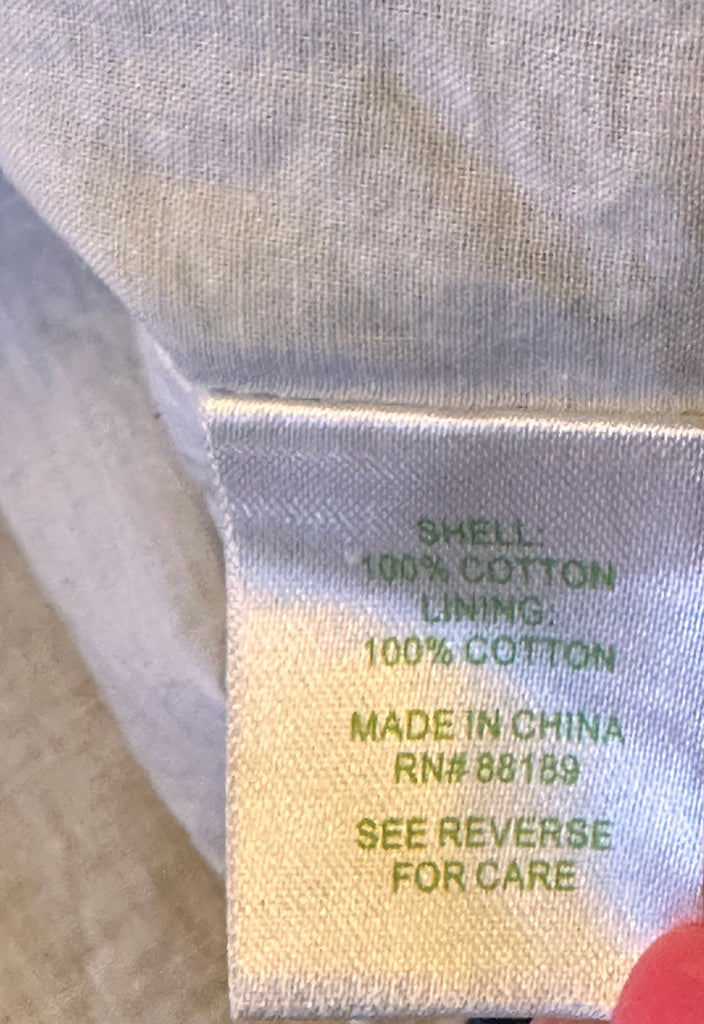 SHELL:
100% COTTON
LINING:
100% COTTON
MADE IN CHINA
RN# 88189
SEE REVERSE
FOR CARE